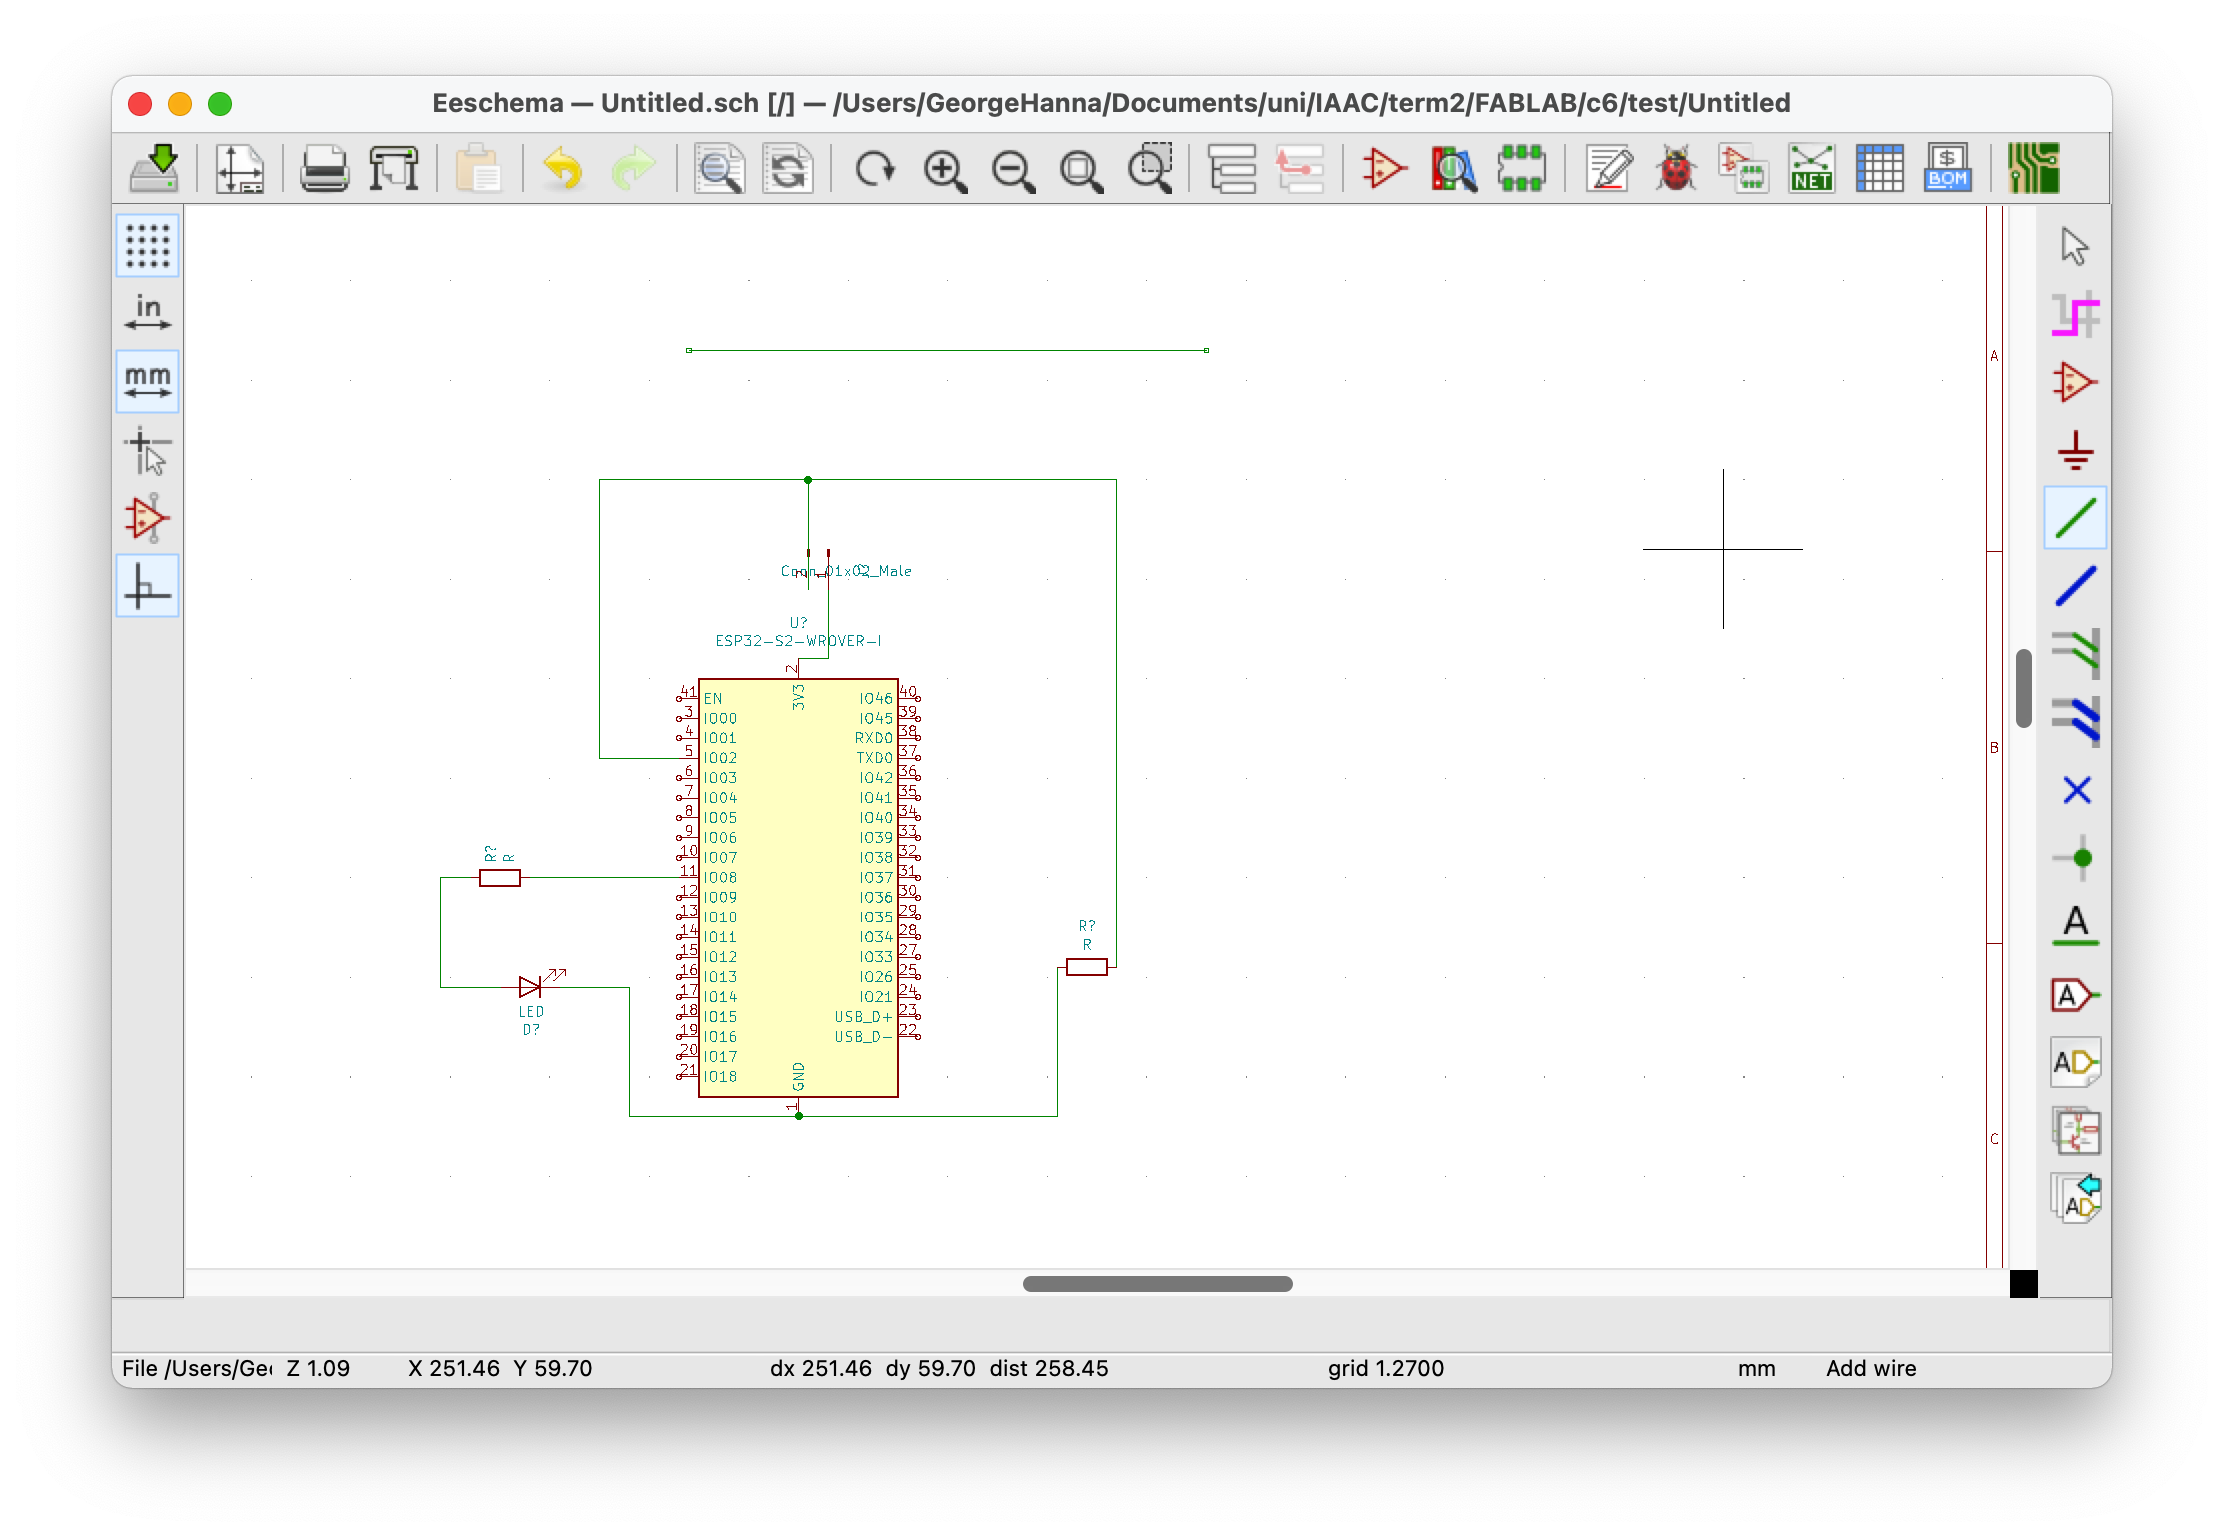 Eeschema — Untitled.sch [/] — /Users/GeorgeHanna/Documents/uni/IAAC/term2/FABLAB/c6/test/Untitled
NET
$
BOM
in
mm
A
B
C
Conn_01x02_Male
2
1
U?
ESP32-S2-WROVER-I
2
3V3
41 EN IO46 40
3 IO00 IO45 39
4 IO01 RXD0 38
5 IO02 TXD0 37
6 IO03 IO42 36
7 IO04 IO41 35
8 IO05 IO40 34
9 IO06 IO39 33
10 IO07 IO38 32
11 IO08 IO37 31
12 IO09 IO36 30
13 IO10 IO35 29
14 IO11 IO34 28
15 IO12 IO33 27
16 IO13 IO26 25
17 IO14 IO21 24
18 IO15 USB_D+ 23
19 IO16 USB_D- 22
20 IO17
21 IO18
GND
1
R?
R
LED
D?
R?
R
A
A
AD
AD
File /Users/Geo Z 1.09 X 251.46 Y 59.70 dx 251.46 dy 59.70 dist 258.45 grid 1.2700 mm Add wire